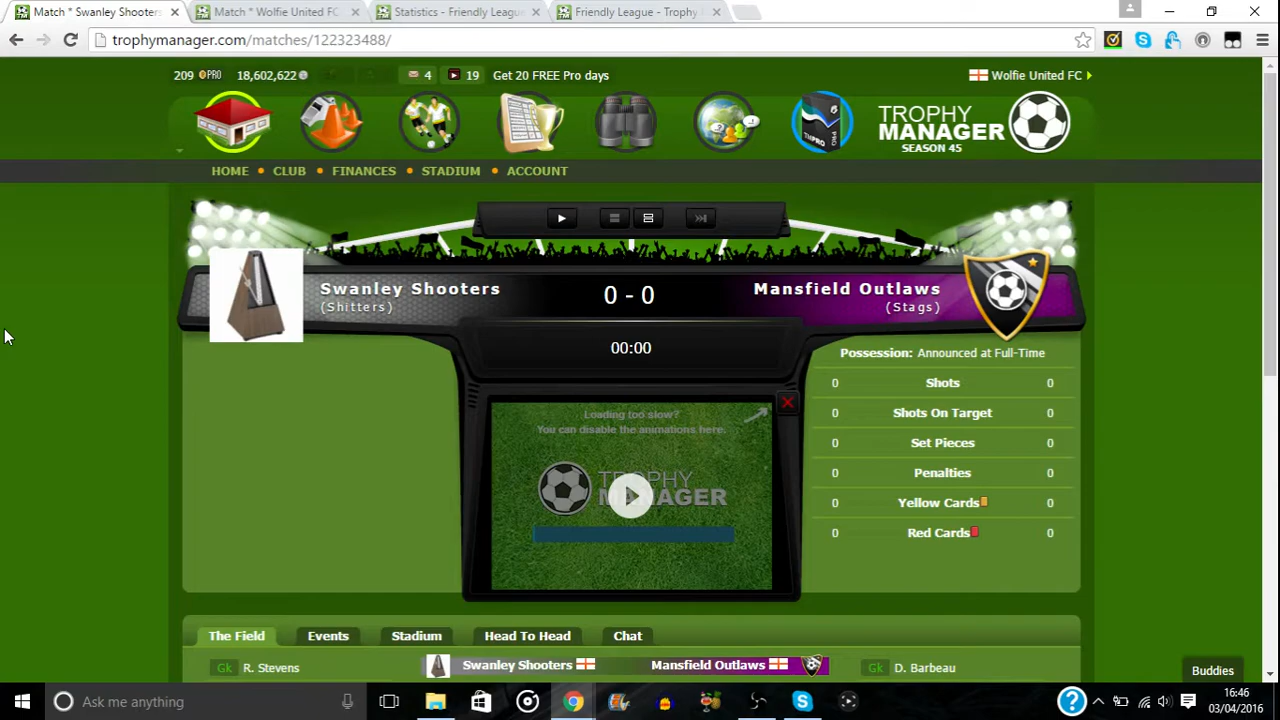 Match * Swanley Shooters
Match * Wolfie United FC
Statistics - Friendly League
Friendly League - Trophy
trophymanager.com/matches/122323488/
209 PRO 18,602,622 4 19 Get 20 FREE Pro days
Wolfie United FC
TROPHY
MANAGER
SEASON 45
HOME CLUB FINANCES STADIUM ACCOUNT
Swanley Shooters
(Shitters)
0 - 0
Mansfield Outlaws
(Stags)
00:00
Possession: Announced at Full-Time
0 Shots 0
0 Shots On Target 0
0 Set Pieces 0
0 Penalties 0
0 Yellow Cards 0
0 Red Cards 0
Loading too slow?
You can disable the animations here.
TROPHY
MANAGER
The Field Events Stadium Head To Head Chat
Gk R. Stevens
Swanley Shooters Mansfield Outlaws
Gk D. Barbeau
Buddies
Ask me anything
16:46
03/04/2016